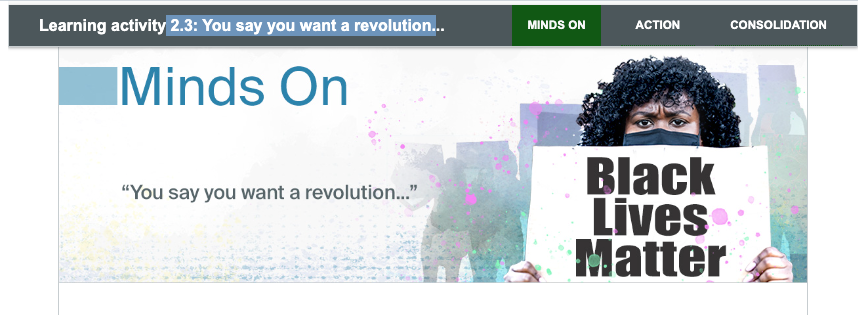 Learning activity 2.3: You say you want a revolution...
MINDS ON
ACTION
CONSOLIDATION
Minds On
“You say you want a revolution...”
Black
Lives
Matter